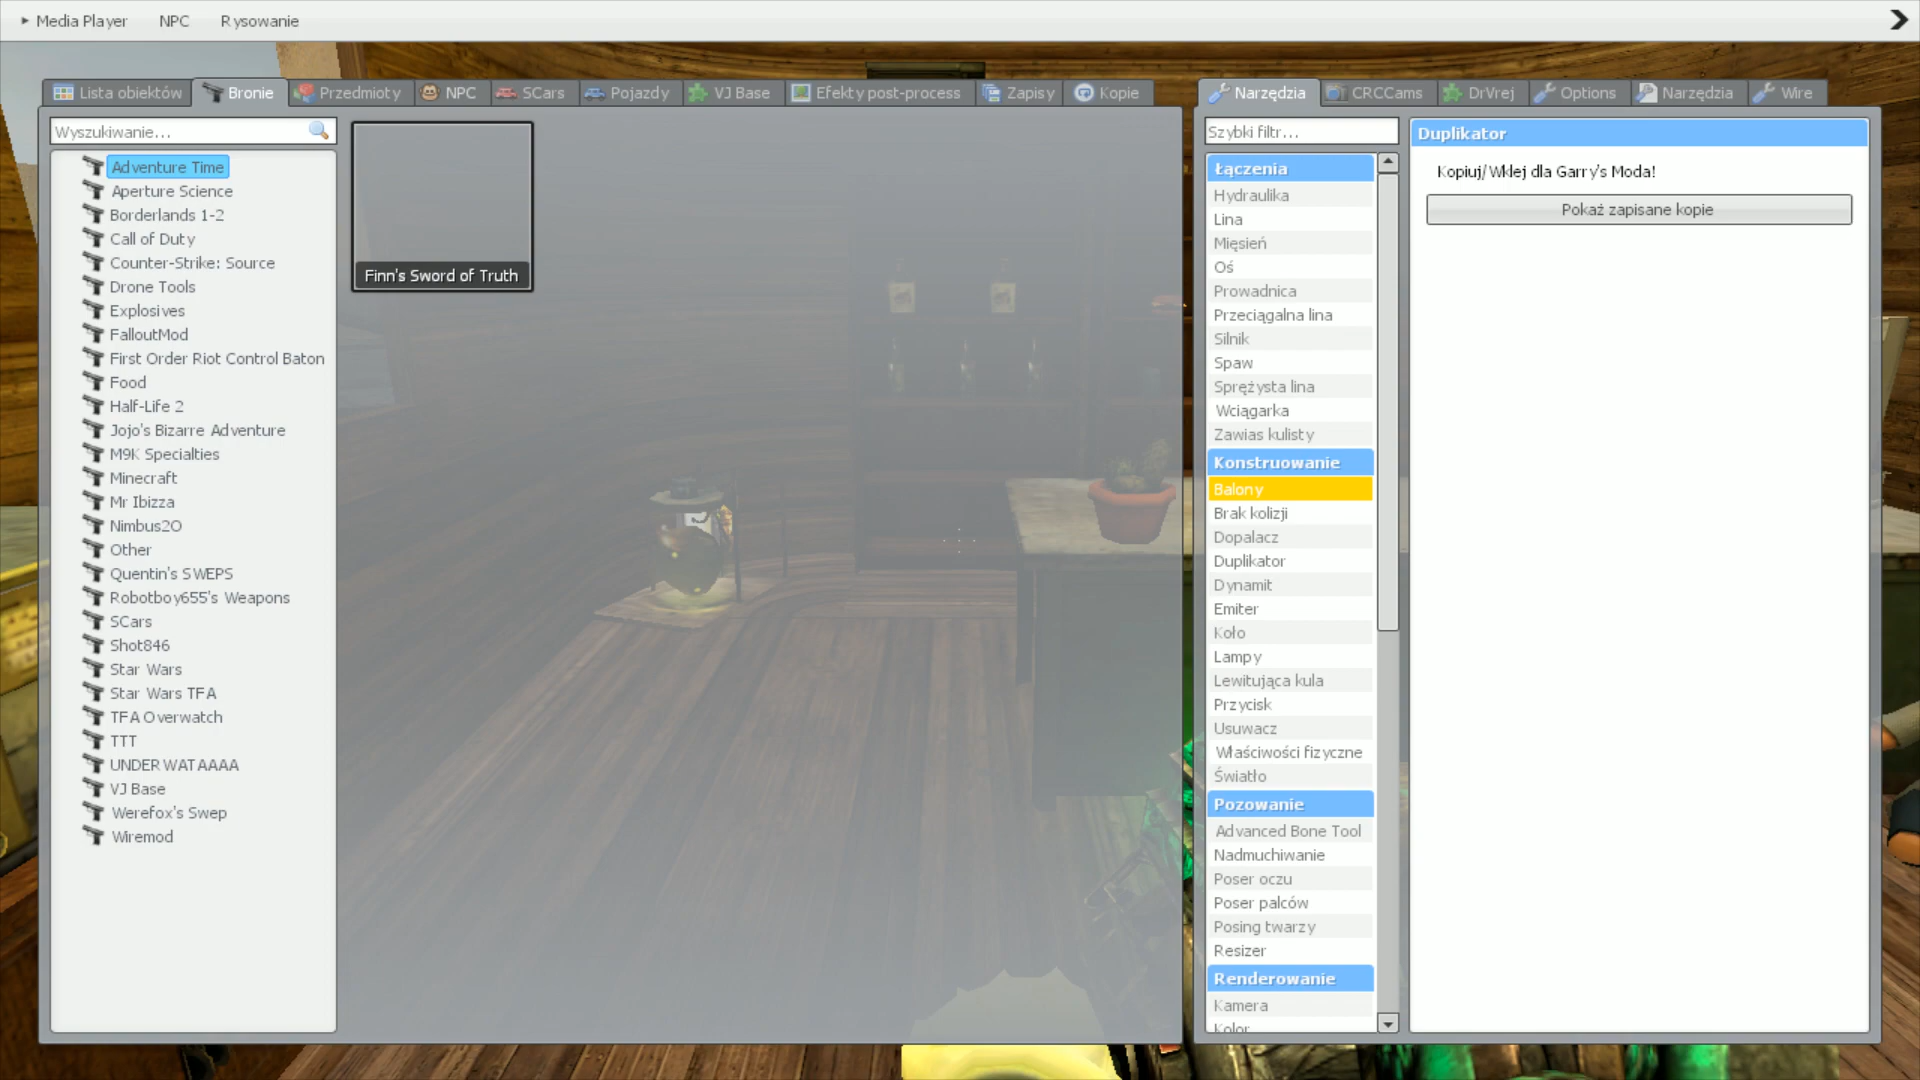 Media Player NPC Rysowanie
Lista obiektów Bronie Przedmioty NPC SCars Pojazdy VJ Base Efekty post-process Zapisy Kopie
Wyszukiwanie...
Adventure Time
Aperture Science
Borderlands 1-2
Call of Duty
Counter-Strike: Source
Drone Tools
Explosives
FalloutMod
First Order Riot Control Baton
Food
Half-Life 2
Jojo's Bizarre Adventure
M9K Specialties
Minecraft
Mr Ibizza
Nimbus2O
Other
Quentin's SWEPS
Robotboy655's Weapons
SCars
Shot846
Star Wars
Star Wars TFA
TFA Overwatch
TTT
UNDER WATAAAA
VJ Base
Werefox's Swep
Wiremod
Finn's Sword of Truth
Narzędzia CRCCams DrVrej Options Narzędzia Wire
Szybki filtr...
Łączenia
Hydraulika
Lina
Mięsień
Oś
Prowadnica
Przeciągalna lina
Silnik
Spaw
Sprężysta lina
Wciągarka
Zawias kulisty
Konstruowanie
Balony
Brak kolizji
Dopalacz
Duplikator
Dynamit
Emiter
Koło
Lampy
Lewitująca kula
Przycisk
Usuwacz
Właściwości fizyczne
Światło
Pozowanie
Advanced Bone Tool
Nadmuchiwanie
Poser oczu
Poser palców
Posing twarzy
Resizer
Renderowanie
Kamera
Kolor
Duplikator
Kopiuj/Wklej dla Garry's Moda!
Pokaż zapisane kopie